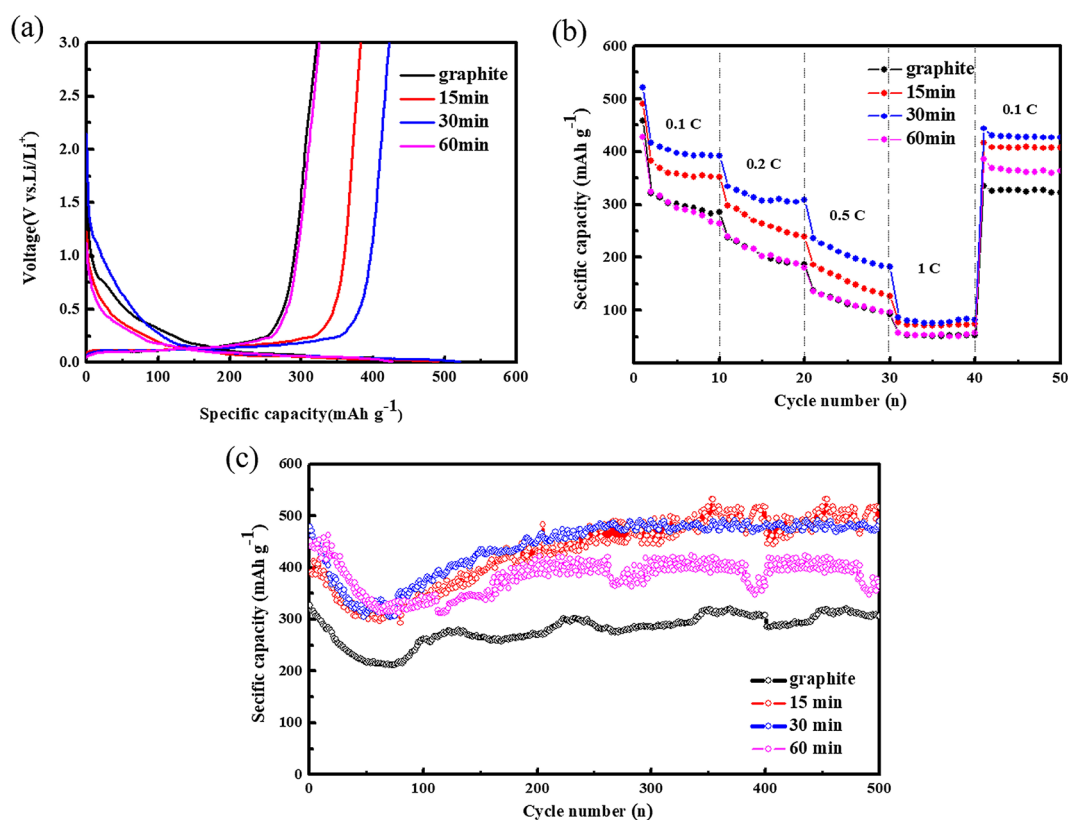 (a)
3.0
2.5
2.0
1.5
1.0
0.5
0.0
0
100
200
300
400
500
600
Voltage(V vs.Li/Li⁺)
Specific capacity(mAh g⁻¹)
graphite
15min
30min
60min
(b)
600
500
400
300
200
100
0
10
20
30
40
50
Secific capacity (mAh g⁻¹)
Cycle number (n)
graphite
15min
30min
60min
0.1 C
0.2 C
0.5 C
1 C
0.1 C
(c)
600
500
400
300
200
100
0
0
100
200
300
400
500
Secific capacity (mAh g⁻¹)
Cycle number (n)
graphite
15 min
30 min
60 min